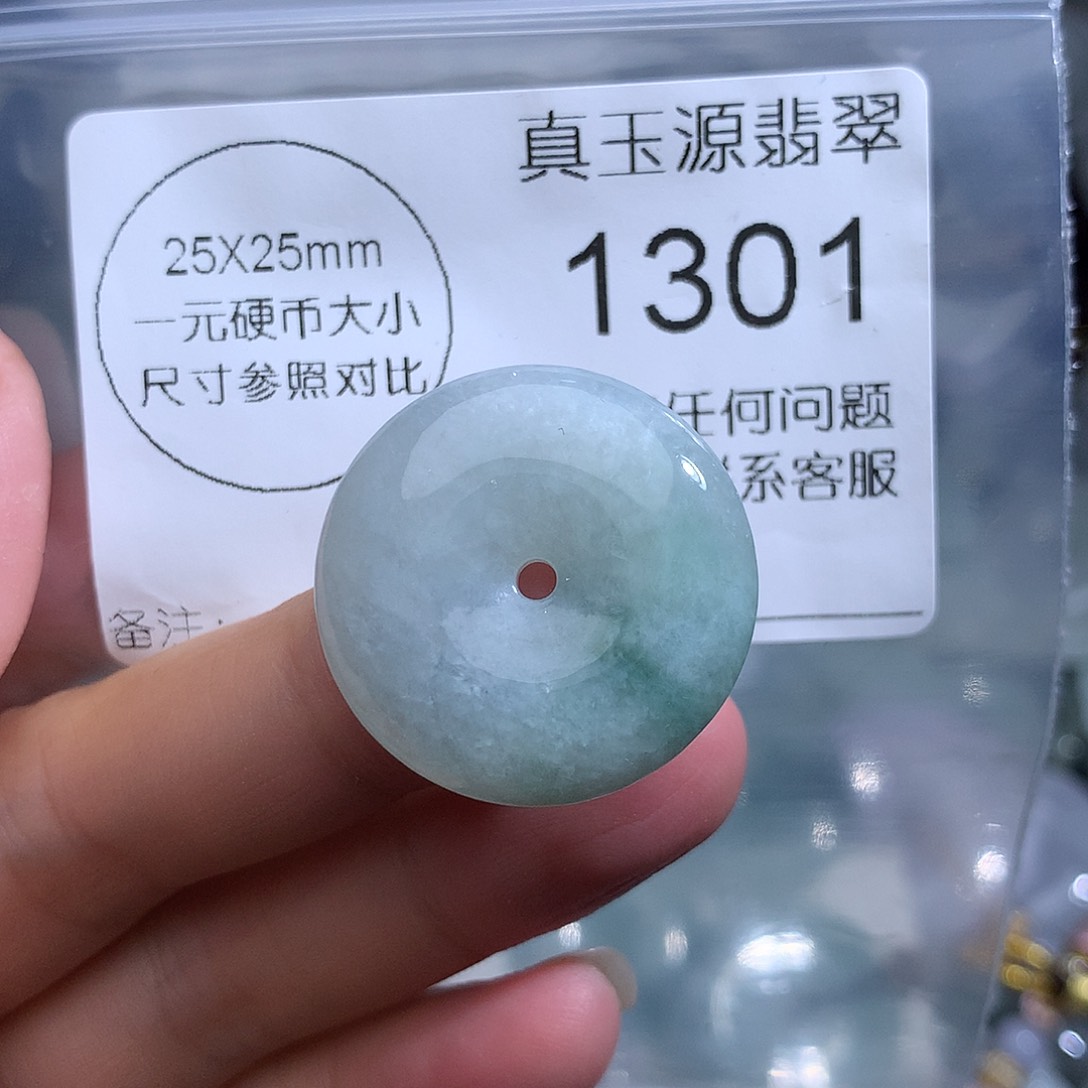 真玉源翡翠
1301
25X25mm
一元硬币大小
尺寸参照对比
任何问题
系客服
备注: